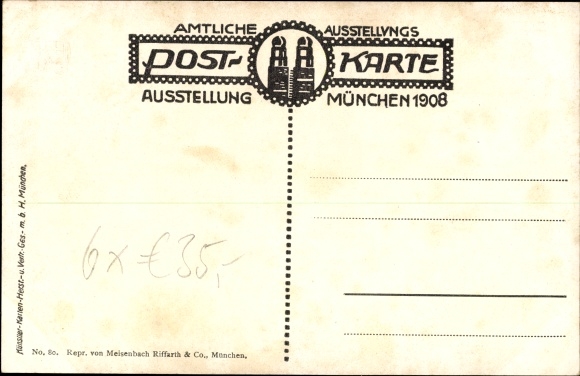 AMTLICHE AUSSTELLVNGS
POST- KARTE
AUSSTELLUNG MÜNCHEN 1908
Künstler-Karten-Herst.- u. Vertr.-Ges- m. b. H. München.
6 x € 35,-
No. 80. Repr. von Meisenbach Riffarth & Co., München.